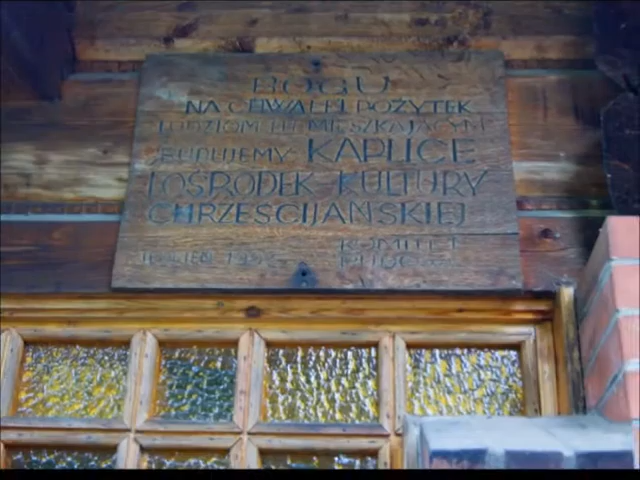 BOGU
NA CHWAŁĘ I POŻYTEK
LUDZIOM TU MIESZKAJĄCYM
BUDUJEMY KAPLICĘ
I OŚRODEK KULTURY
CHRZEŚCIJAŃSKIEJ
KOMITET